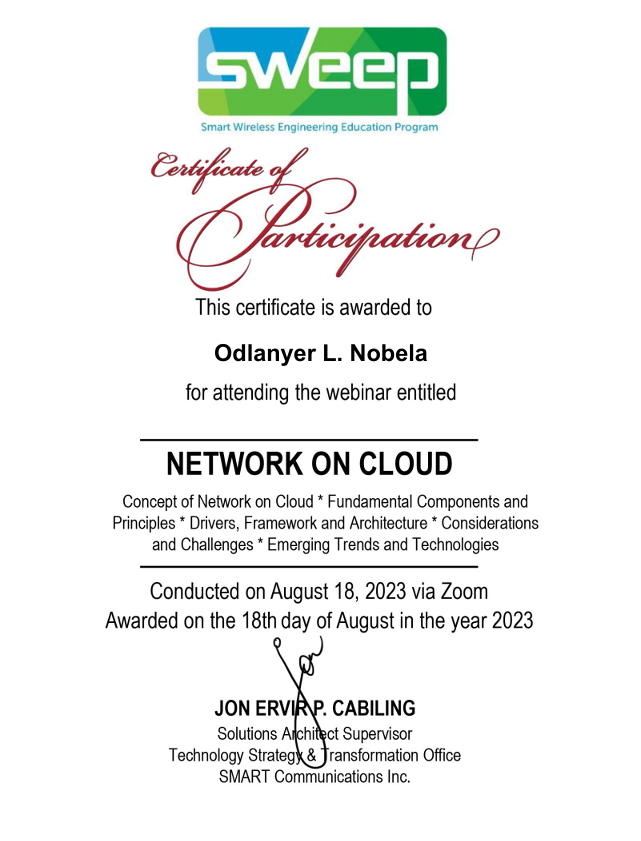 sweep
Smart Wireless Engineering Education Program
Certificate of
Participation
This certificate is awarded to
Odlanyer L. Nobela
for attending the webinar entitled
NETWORK ON CLOUD
Concept of Network on Cloud * Fundamental Components and
Principles * Drivers, Framework and Architecture * Considerations
and Challenges * Emerging Trends and Technologies
Conducted on August 18, 2023 via Zoom
Awarded on the 18th day of August in the year 2023
JON ERVIR P. CABILING
Solutions Architect Supervisor
Technology Strategy & Transformation Office
SMART Communications Inc.